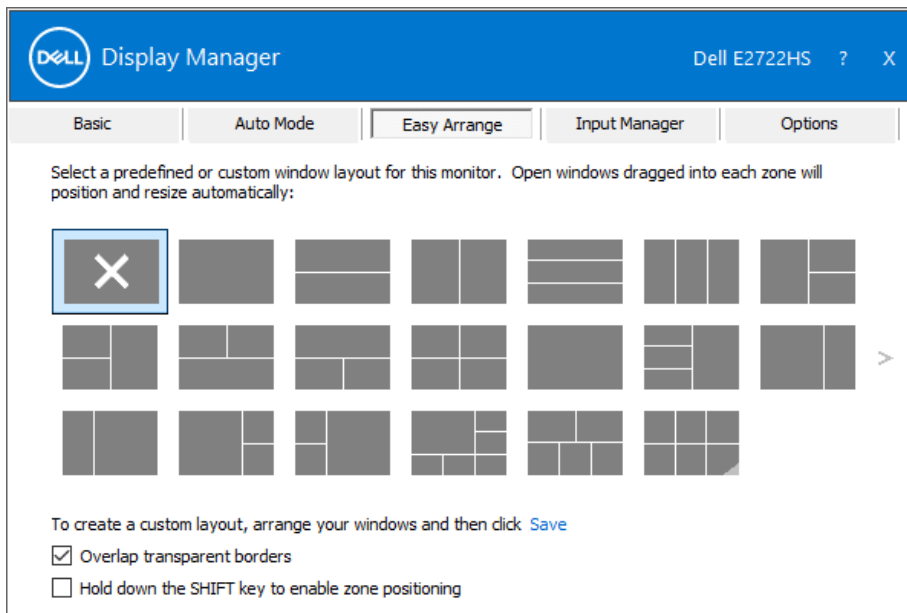 DELL Display Manager Dell E2722HS ? X
Basic Auto Mode Easy Arrange Input Manager Options
Select a predefined or custom window layout for this monitor. Open windows dragged into each zone will
position and resize automatically:
>
To create a custom layout, arrange your windows and then click Save
Overlap transparent borders
Hold down the SHIFT key to enable zone positioning